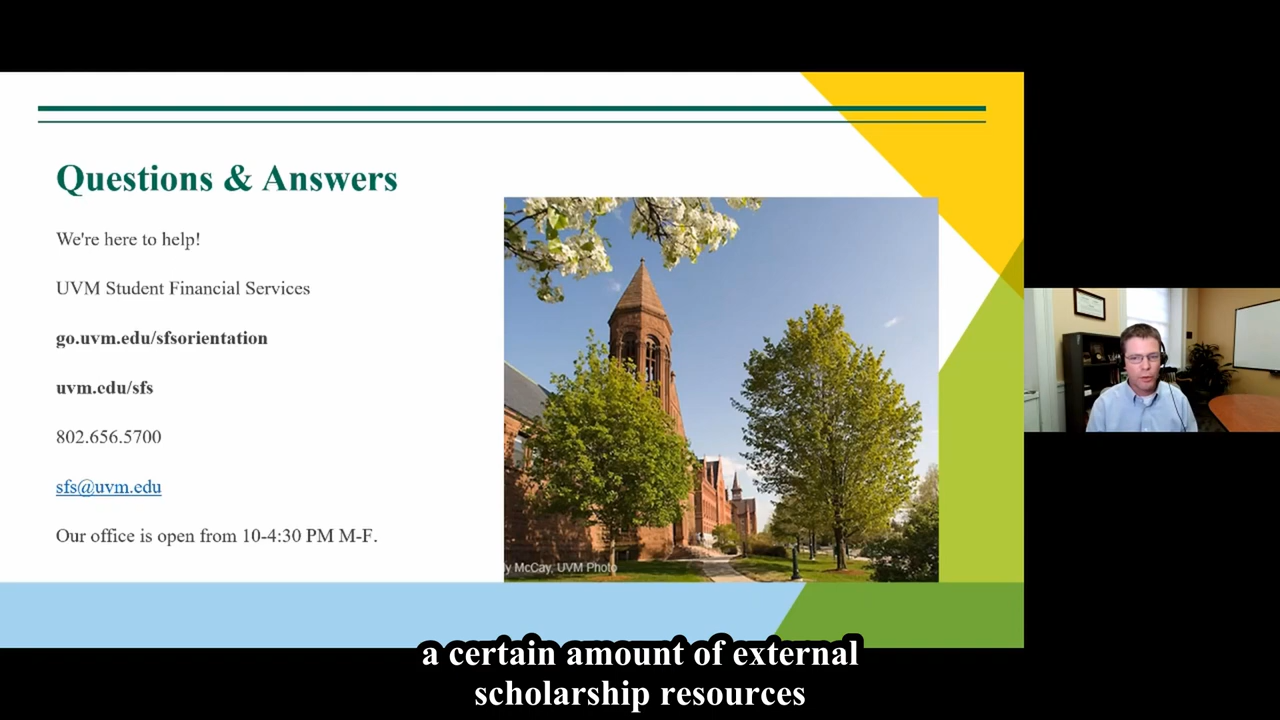 Questions & Answers
We're here to help!
UVM Student Financial Services
go.uvm.edu/sfsorientation
uvm.edu/sfs
802.656.5700
sfs@uvm.edu
Our office is open from 10-4:30 PM M-F.
y McCay, UVM Photo
a certain amount of external
scholarship resources